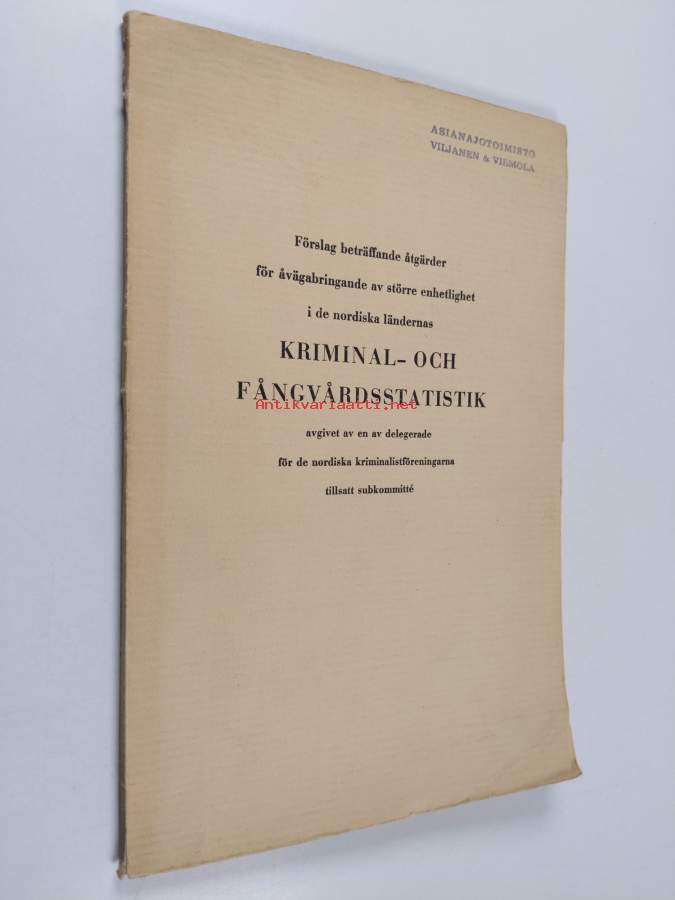 ASIANAJOTOIMISTO
VILJANEN & VIEMOLA
Förslag beträffande åtgärder
för åvägabringande av större enhetlighet
i de nordiska ländernas
KRIMINAL- OCH
FÅNGVÅRDSSTATISTIK
Antikvariaatti.net
avgivet av en av delegerade
för de nordiska kriminalistföreningarna
tillsatt subkommitté